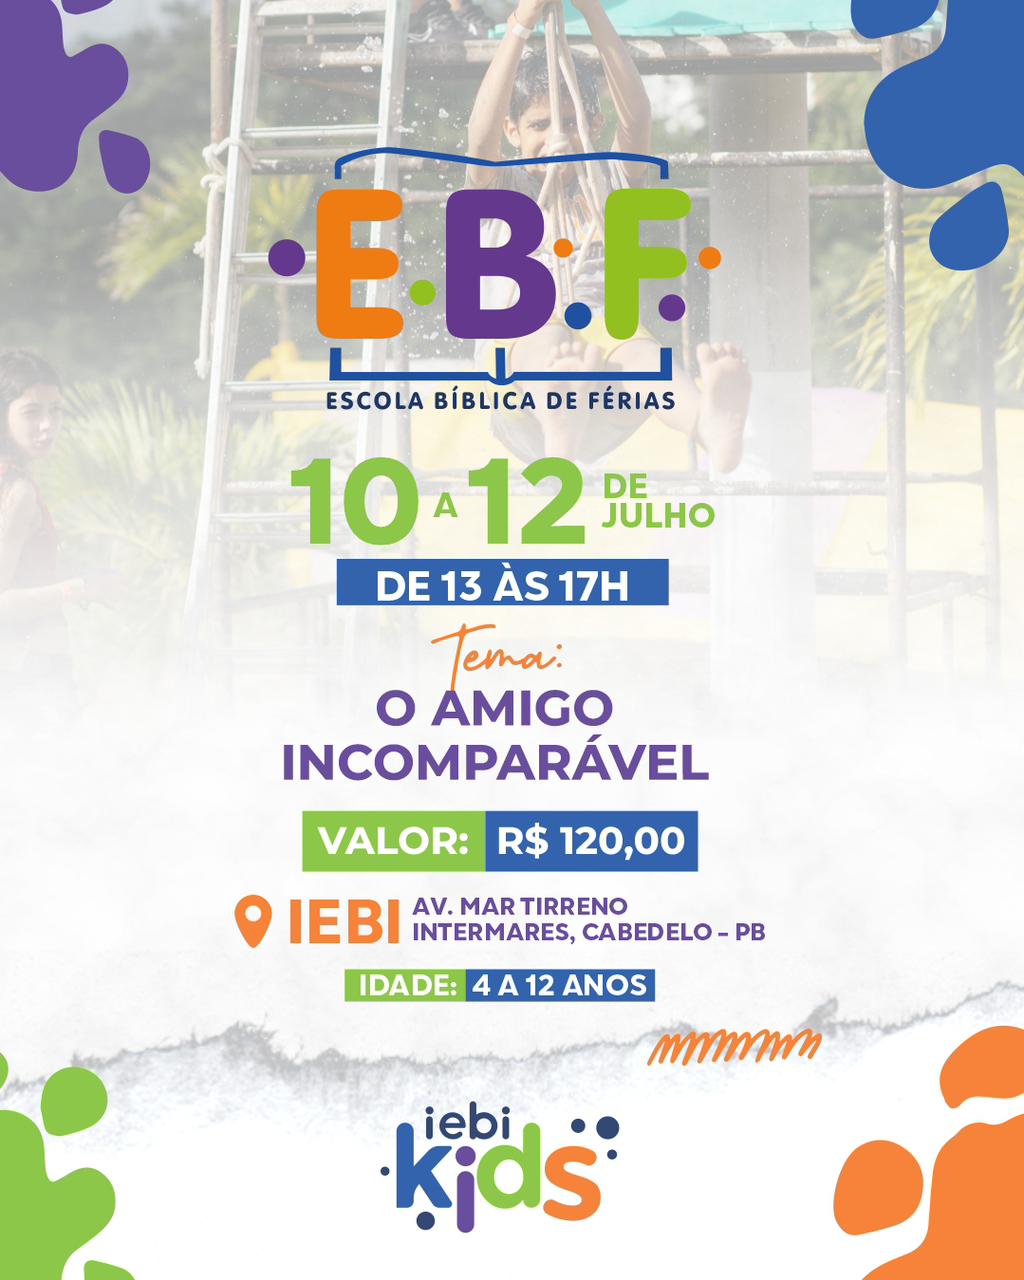 E.B.F.
ESCOLA BÍBLICA DE FÉRIAS
10 A 12 DE JULHO
DE 13 ÀS 17H
Tema:
O AMIGO
INCOMPARÁVEL
VALOR: R$ 120,00
IEBI
AV. MAR TIRRENO
INTERMARES, CABEDELO - PB
IDADE: 4 A 12 ANOS
iebi
kids